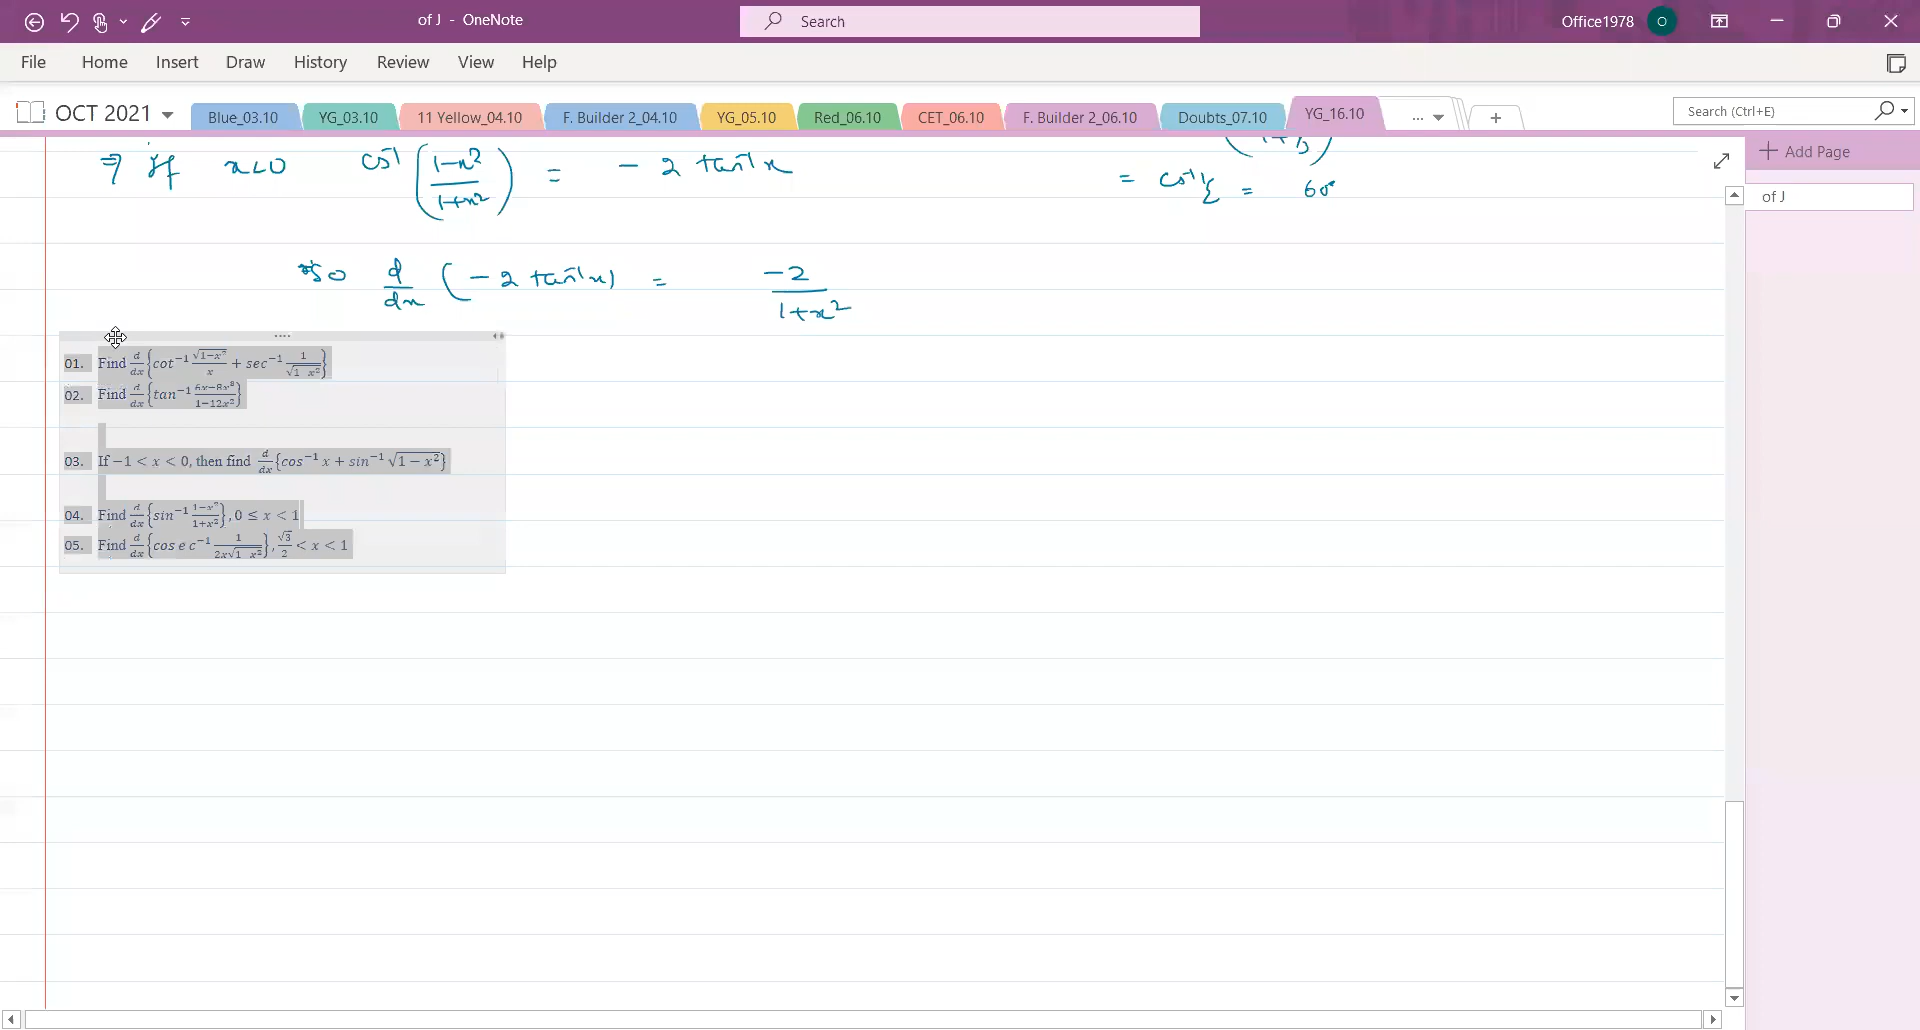 of J - OneNote
Search
Office1978
O
File Home Insert Draw History Review View Help
OCT 2021
Blue_03.10 YG_03.10 11 Yellow_04.10 F. Builder 2_04.10 YG_05.10 Red_06.10 CET_06.10 F. Builder 2_06.10 Doubts_07.10 YG_16.10 ...
Search (Ctrl+E)
Add Page
of J
⇒ If x<0 cos⁻¹ ((1-x²)/(1+x²)) = - 2 tan⁻¹x
= cos⁻¹ = 60°
so d/dx (- 2 tan⁻¹x) = -2/(1+x²)
01. Find d/dx {cot⁻¹ √(1-x²)/x + sec⁻¹ 1/√(1 x²)}
02. Find d/dx {tan⁻¹ (6x-8x³)/(1-12x²)}
03. If −1 < x < 0, then find d/dx {cos⁻¹ x + sin⁻¹ √(1 − x²)}
04. Find d/dx {sin⁻¹ (1-x²)/(1+x²)}, 0 ≤ x < 1
05. Find d/dx {cos e c⁻¹ 1/(2x√(1 x²))}, √3/2 < x < 1